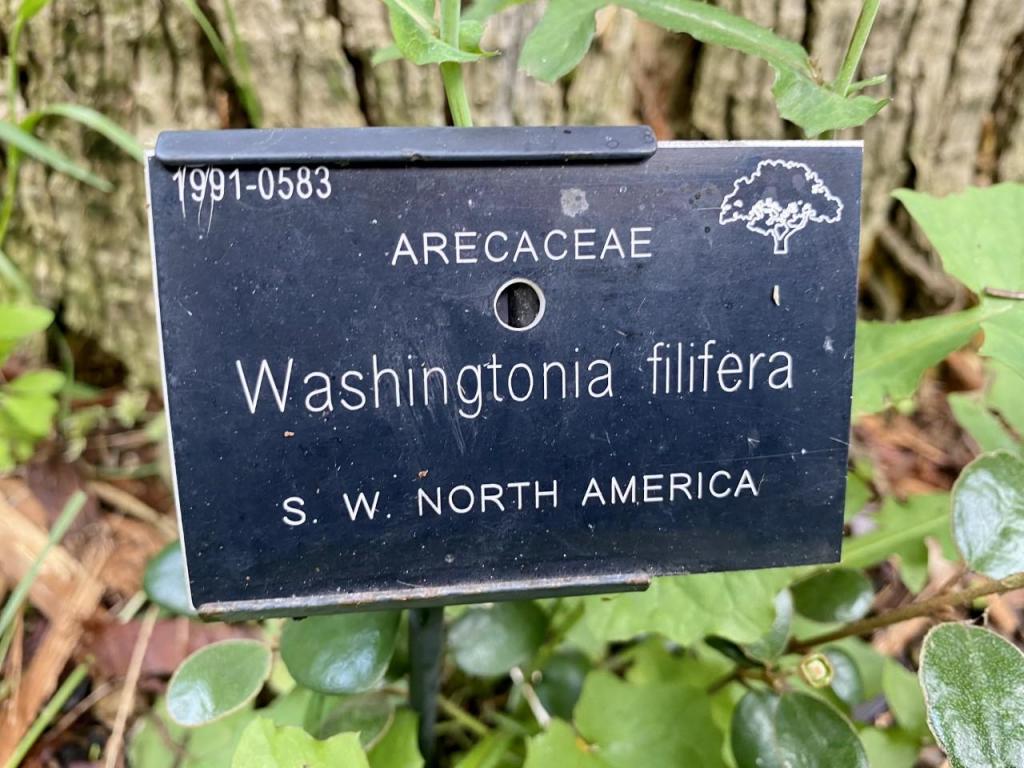 1991-0583
ARECACEAE
Washingtonia filifera
S. W. NORTH AMERICA